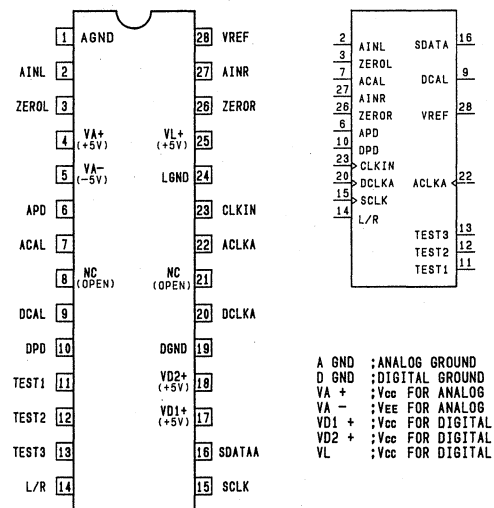 1 AGND VREF 28
AINL 2 27 AINR
ZEROL 3 26 ZEROR
4 VA+ (+5V) VL+ (+5V) 25
5 VA- (-5V) LGND 24
APD 6 23 CLKIN
ACAL 7 22 ACLKA
8 NC (OPEN) NC (OPEN) 21
DCAL 9 20 DCLKA
DPD 10 DGND 19
TEST1 11 VD2+ (+5V) 18
TEST2 12 VD1+ (+5V) 17
TEST3 13 16 SDATAA
L/R 14 15 SCLK
2 AINL SDATA 16
3 ZEROL
7 ACAL DCAL 9
27 AINR
26 ZEROR VREF 28
6 APD
10 DPD
23 CLKIN
20 DCLKA ACLKA 22
15 SCLK
14 L/R
TEST3 13
TEST2 12
TEST1 11
A GND ;ANALOG GROUND
D GND ;DIGITAL GROUND
VA + ;Vcc FOR ANALOG
VA - ;VEE FOR ANALOG
VD1 + ;Vcc FOR DIGITAL
VD2 + ;Vcc FOR DIGITAL
VL ;Vcc FOR DIGITAL